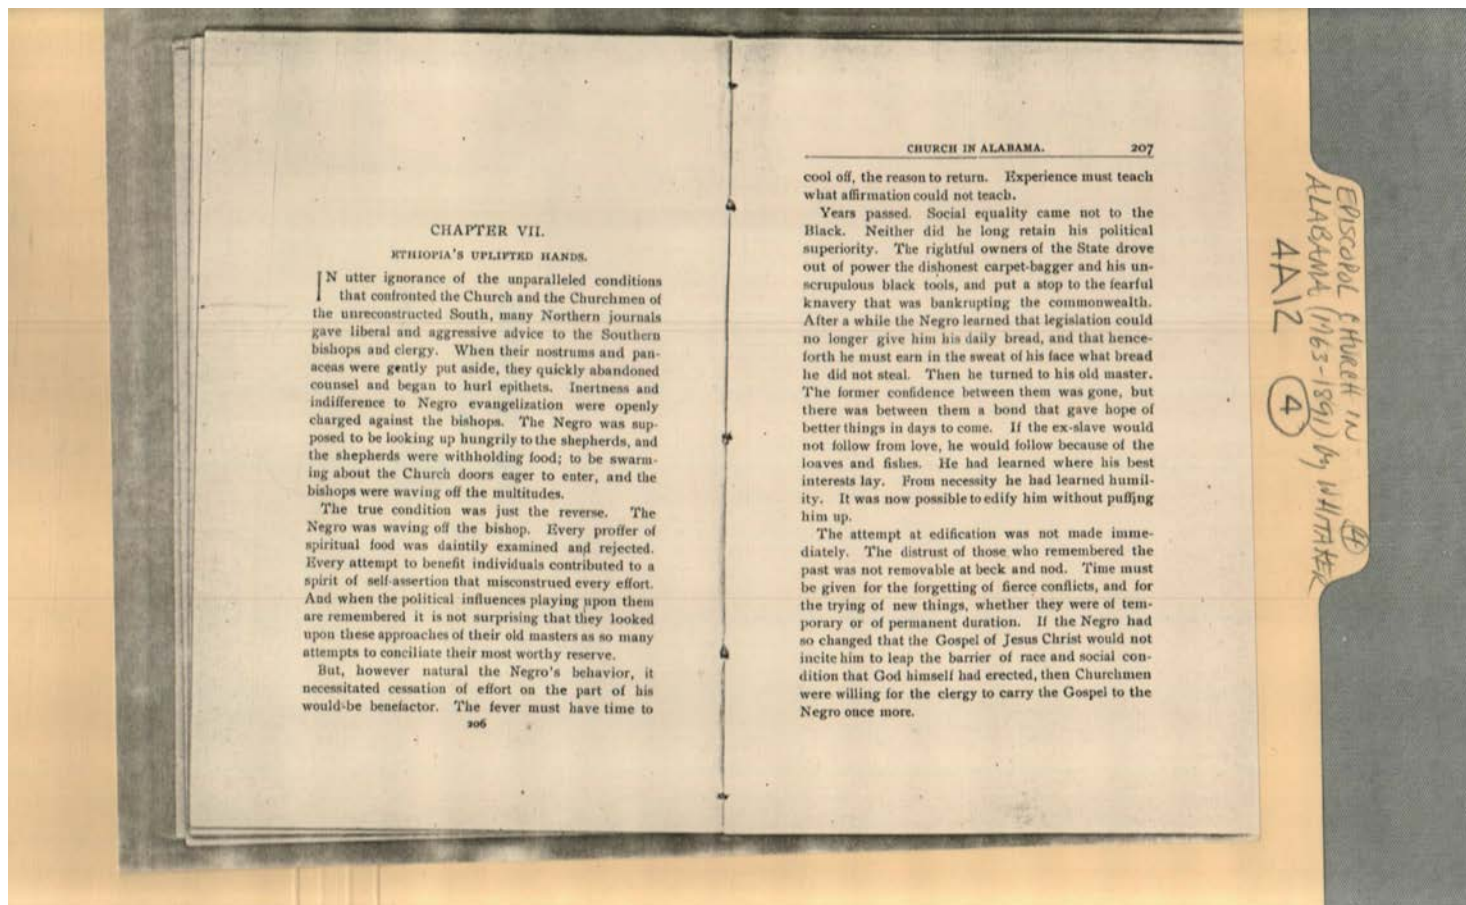 CHAPTER VII.
ETHIOPIA'S UPLIFTED HANDS.
IN utter ignorance of the unparalleled conditions
that confronted the Church and the Churchmen of
the unreconstructed South, many Northern journals
gave liberal and aggressive advice to the Southern
bishops and clergy. When their nostrums and pan-
aceas were gently put aside, they quickly abandoned
counsel and began to hurl epithets. Inertness and
indifference to Negro evangelization were openly
charged against the bishops. The Negro was sup-
posed to be looking up hungrily to the shepherds, and
the shepherds were withholding food; to be swarm-
ing about the Church doors eager to enter, and the
bishops were waving off the multitudes.
The true condition was just the reverse. The
Negro was waving off the bishop. Every proffer of
spiritual food was daintily examined and rejected.
Every attempt to benefit individuals contributed to a
spirit of self-assertion that misconstrued every effort.
And when the political influences playing upon them
are remembered it is not surprising that they looked
upon these approaches of their old masters as so many
attempts to conciliate their most worthy reserve.
But, however natural the Negro's behavior, it
necessitated cessation of effort on the part of his
would-be benefactor. The fever must have time to
206
CHURCH IN ALABAMA. 207
cool off, the reason to return. Experience must teach
what affirmation could not teach.
Years passed. Social equality came not to the
Black. Neither did he long retain his political
superiority. The rightful owners of the State drove
out of power the dishonest carpet-bagger and his un-
scrupulous black tools, and put a stop to the fearful
knavery that was bankrupting the commonwealth.
After a while the Negro learned that legislation could
no longer give him his daily bread, and that hence-
forth he must earn in the sweat of his face what bread
he did not steal. Then he turned to his old master.
The former confidence between them was gone, but
there was between them a bond that gave hope of
better things in days to come. If the ex-slave would
not follow from love, he would follow because of the
loaves and fishes. He had learned where his best
interests lay. From necessity he had learned humil-
ity. It was now possible to edify him without puffing
him up.
The attempt at edification was not made imme-
diately. The distrust of those who remembered the
past was not removable at beck and nod. Time must
be given for the forgetting of fierce conflicts, and for
the trying of new things, whether they were of tem-
porary or of permanent duration. If the Negro had
so changed that the Gospel of Jesus Christ would not
incite him to leap the barrier of race and social con-
dition that God himself had erected, then Churchmen
were willing for the clergy to carry the Gospel to the
Negro once more.
EPISCOPOL CHURCH IN
ALABAMA (1763-1891) by WHITAKER
4A12 4